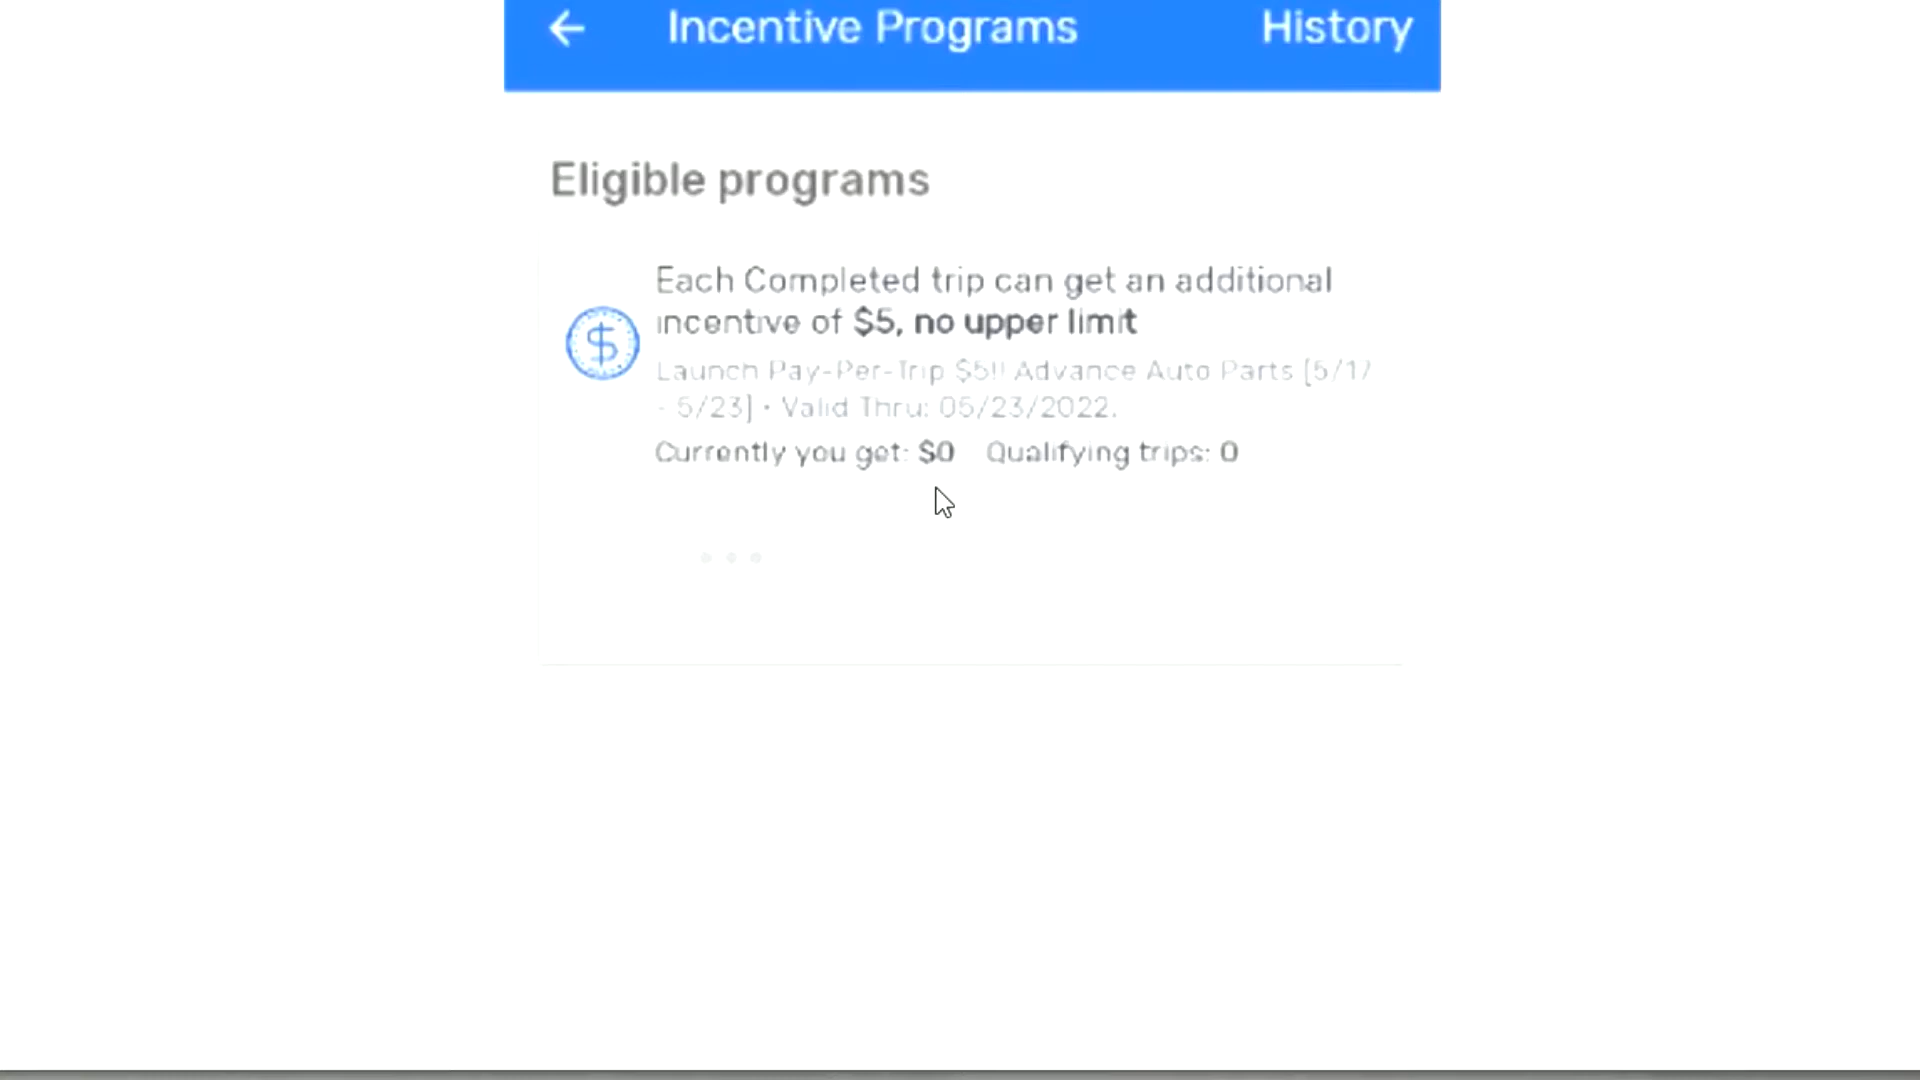 Incentive Programs
History
Eligible programs
Each Completed trip can get an additional
incentive of $5, no upper limit
Launch Pay-Per-Trip $5!! Advance Auto Parts [5/17
- 5/23] • Valid Thru: 05/23/2022.
Currently you get: $0 Qualifying trips: 0